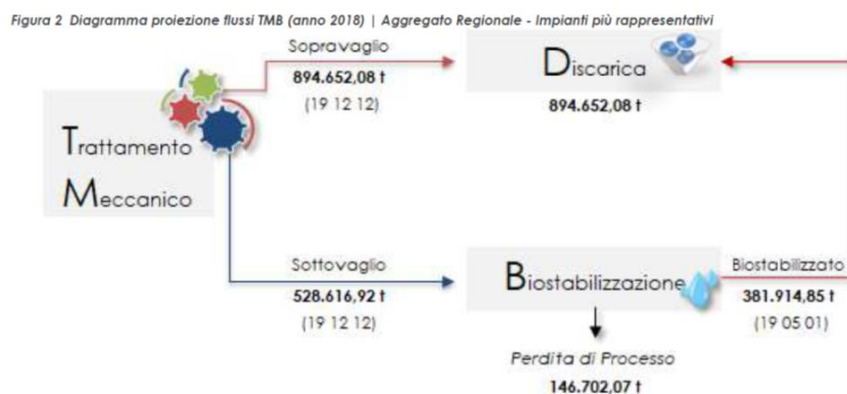 Figura 2 Diagramma proiezione flussi TMB (anno 2018) | Aggregato Regionale - Impianti più rappresentativi
Sopravaglio
894.652,08 t
(19 12 12)
Discarica
894.652,08 t
Trattamento
Meccanico
Sottovaglio
528.616,92 t
(19 12 12)
Biostabilizzazione
Biostabilizzato
381.914,85 t
(19 05 01)
Perdita di Processo
146.702,07 t